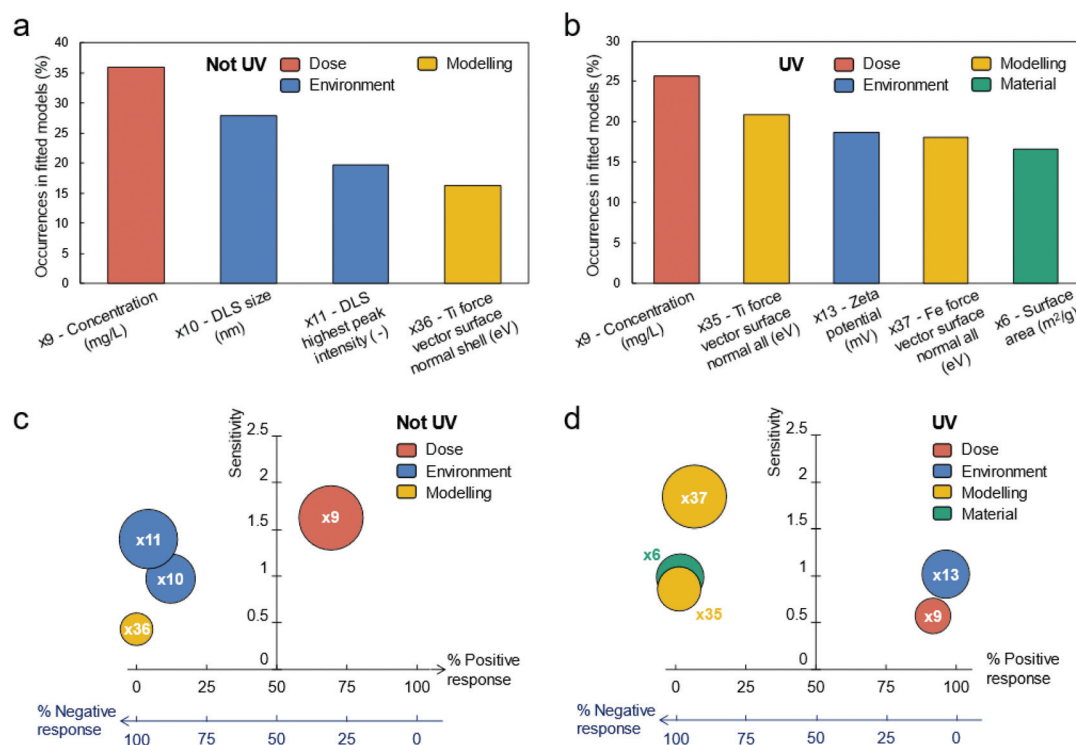 a
Not UV
Dose
Modelling
Environment
Occurrences in fitted models (%)
40
35
30
25
20
15
10
5
0
x9 - Concentration
(mg/L)
x10 - DLS size
(nm)
x11 - DLS
highest peak
intensity (-)
x36 - Ti force
vector surface
normal shell (eV)
b
UV
Dose
Modelling
Environment
Material
Occurrences in fitted models (%)
30
25
20
15
10
5
0
x9 - Concentration
(mg/L)
x35 - Ti force
vector surface
normal all (eV)
x13 - Zeta
potential
(mV)
x37 - Fe force
vector surface
normal all
(eV)
x6 - Surface
area (m²/g)
c
Not UV
Dose
Environment
Modelling
Sensitivity
2.5
2
1.5
1
0.5
0
x9
x11
x10
x36
0 25 50 75 100
% Positive
response
% Negative
response
100 75 50 25 0
d
UV
Dose
Environment
Modelling
Material
Sensitivity
2.5
2
1.5
1
0.5
0
x37
x6
x35
x13
x9
0 25 50 75 100
% Positive
response
% Negative
response
100 75 50 25 0